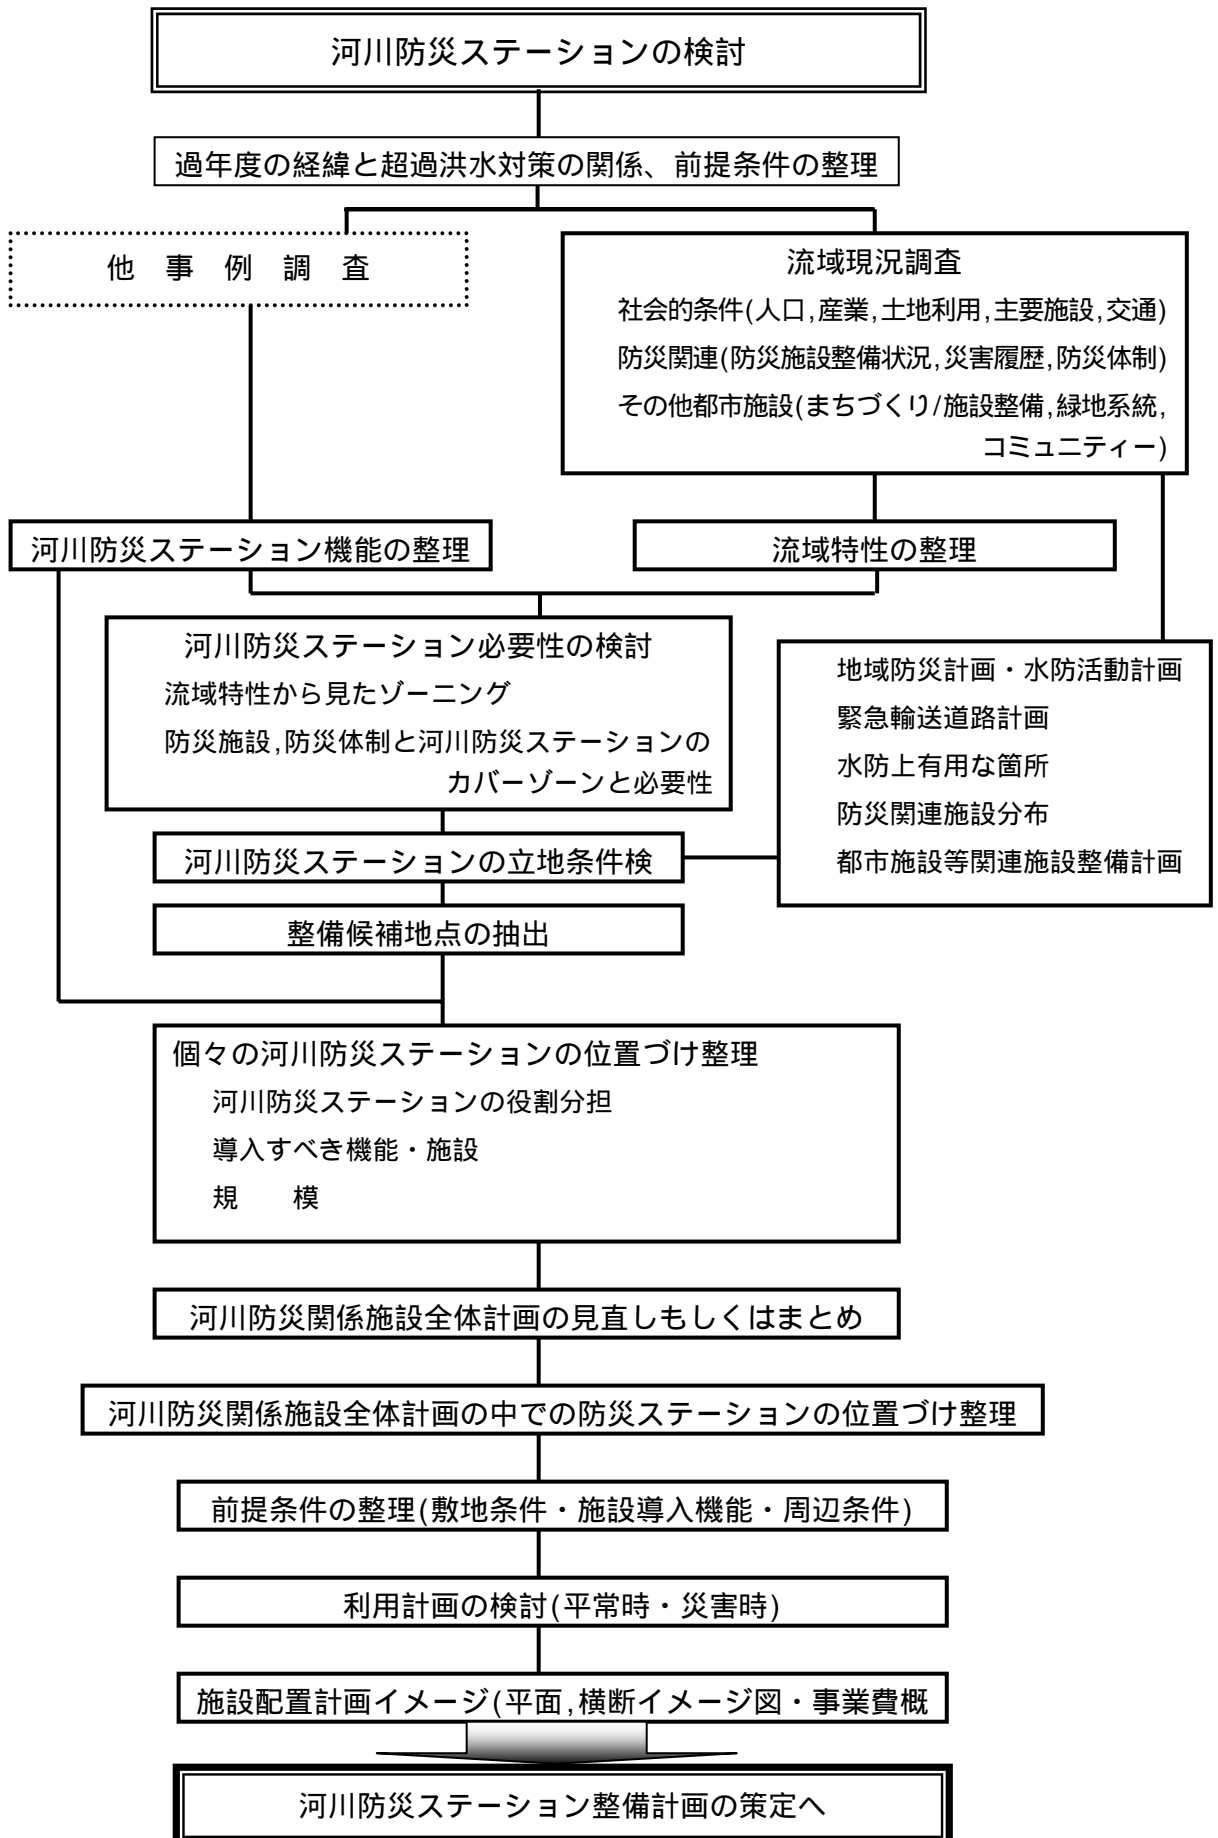 河川防災ステーションの検討
過年度の経緯と超過洪水対策の関係、前提条件の整理
他 事 例 調 査
流域現況調査
社会的条件(人口,産業,土地利用,主要施設,交通)
防災関連(防災施設整備状況,災害履歴,防災体制)
その他都市施設(まちづくり/施設整備,緑地系統,
コミュニティー)
河川防災ステーション機能の整理
流域特性の整理
河川防災ステーション必要性の検討
流域特性から見たゾーニング
防災施設,防災体制と河川防災ステーションの
カバーゾーンと必要性
地域防災計画・水防活動計画
緊急輸送道路計画
水防上有用な箇所
防災関連施設分布
都市施設等関連施設整備計画
河川防災ステーションの立地条件検
整備候補地点の抽出
個々の河川防災ステーションの位置づけ整理
河川防災ステーションの役割分担
導入すべき機能・施設
規 模
河川防災関係施設全体計画の見直しもしくはまとめ
河川防災関係施設全体計画の中での防災ステーションの位置づけ整理
前提条件の整理(敷地条件・施設導入機能・周辺条件)
利用計画の検討(平常時・災害時)
施設配置計画イメージ(平面,横断イメージ図・事業費概
河川防災ステーション整備計画の策定へ